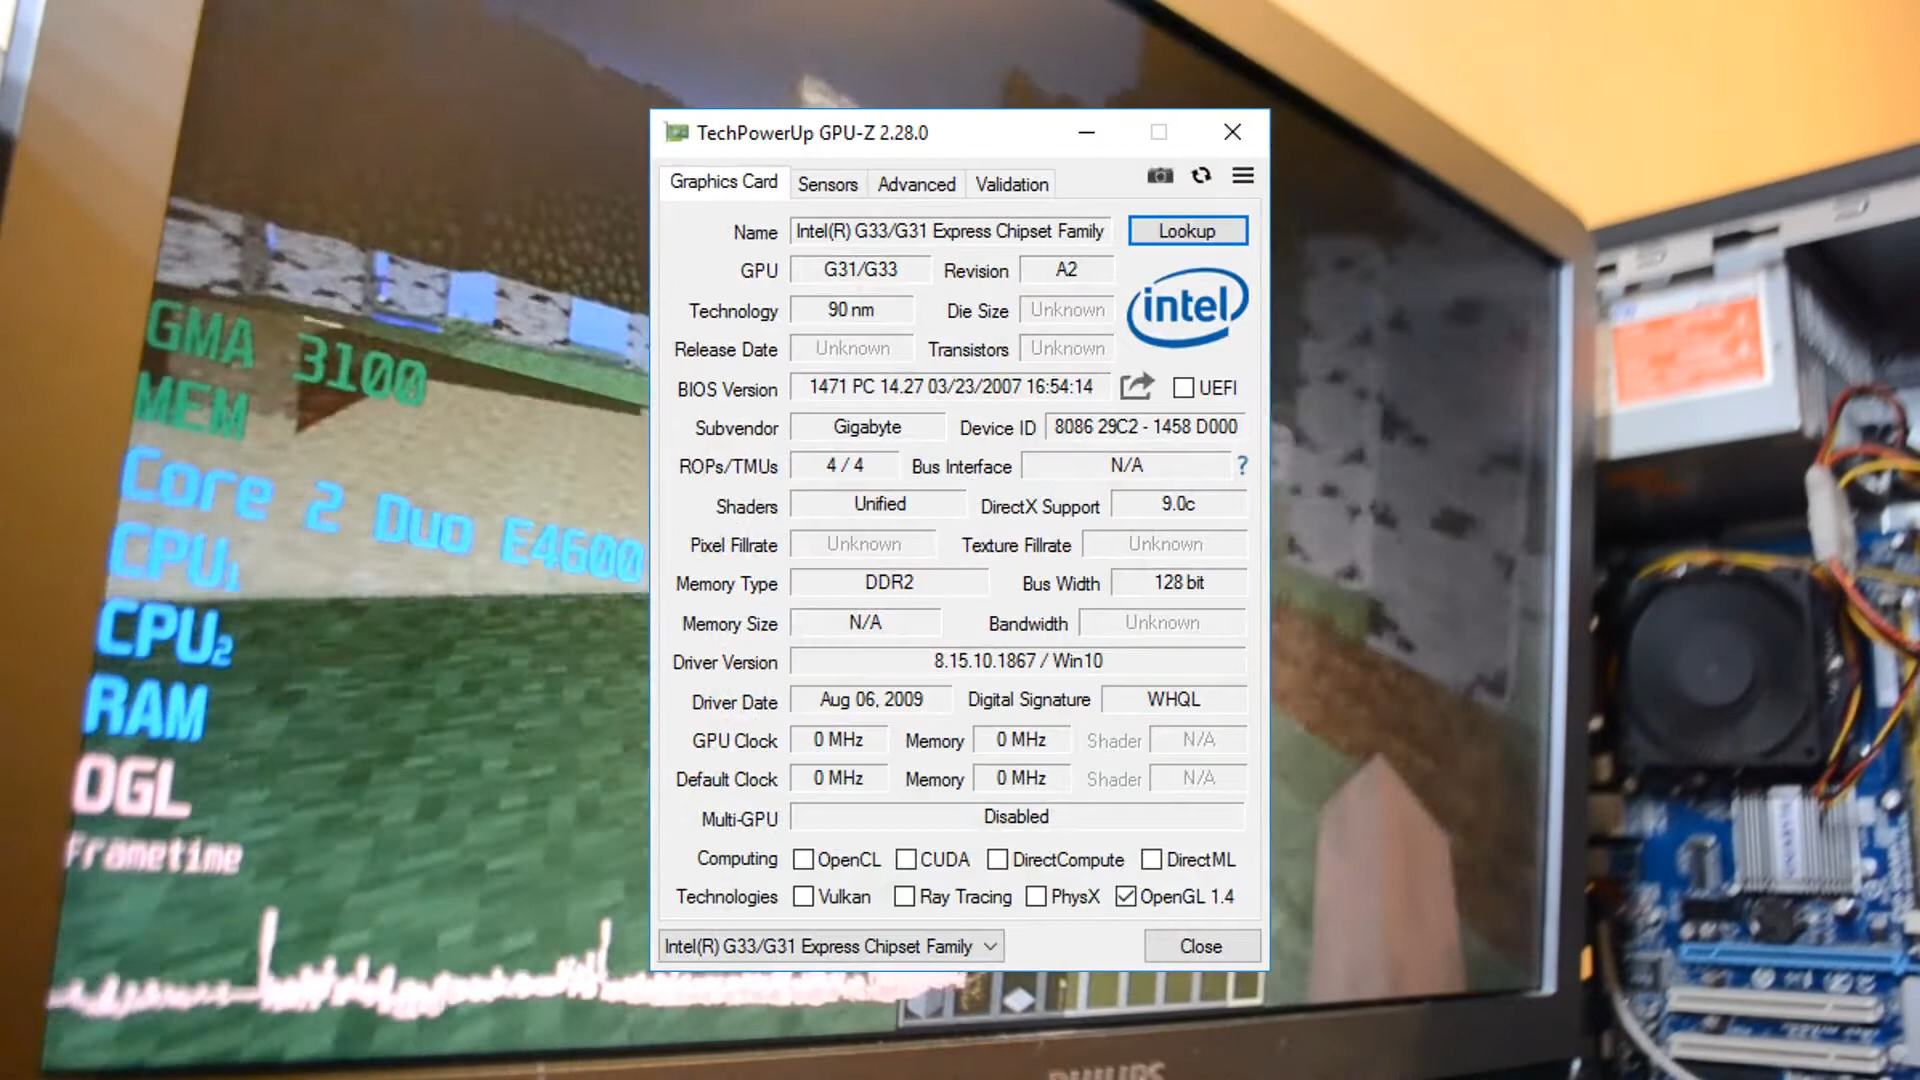 TechPowerUp GPU-Z 2.28.0
Graphics Card Sensors Advanced Validation
Name Intel(R) G33/G31 Express Chipset Family Lookup
GPU G31/G33 Revision A2
intel
Technology 90 nm Die Size Unknown
Release Date Unknown Transistors Unknown
BIOS Version 1471 PC 14.27 03/23/2007 16:54:14 UEFI
Subvendor Gigabyte Device ID 8086 29C2 - 1458 D000
ROPs/TMUs 4 / 4 Bus Interface N/A ?
Shaders Unified DirectX Support 9.0c
Pixel Fillrate Unknown Texture Fillrate Unknown
Memory Type DDR2 Bus Width 128 bit
Memory Size N/A Bandwidth Unknown
Driver Version 8.15.10.1867 / Win10
Driver Date Aug 06, 2009 Digital Signature WHQL
GPU Clock 0 MHz Memory 0 MHz Shader N/A
Default Clock 0 MHz Memory 0 MHz Shader N/A
Multi-GPU Disabled
Computing OpenCL CUDA DirectCompute DirectML
Technologies Vulkan Ray Tracing PhysX OpenGL 1.4
Intel(R) G33/G31 Express Chipset Family Close
GMA 3100
MEM
Core 2 Duo E4600
CPU1
CPU2
RAM
OGL
Frametime
PHILIPS